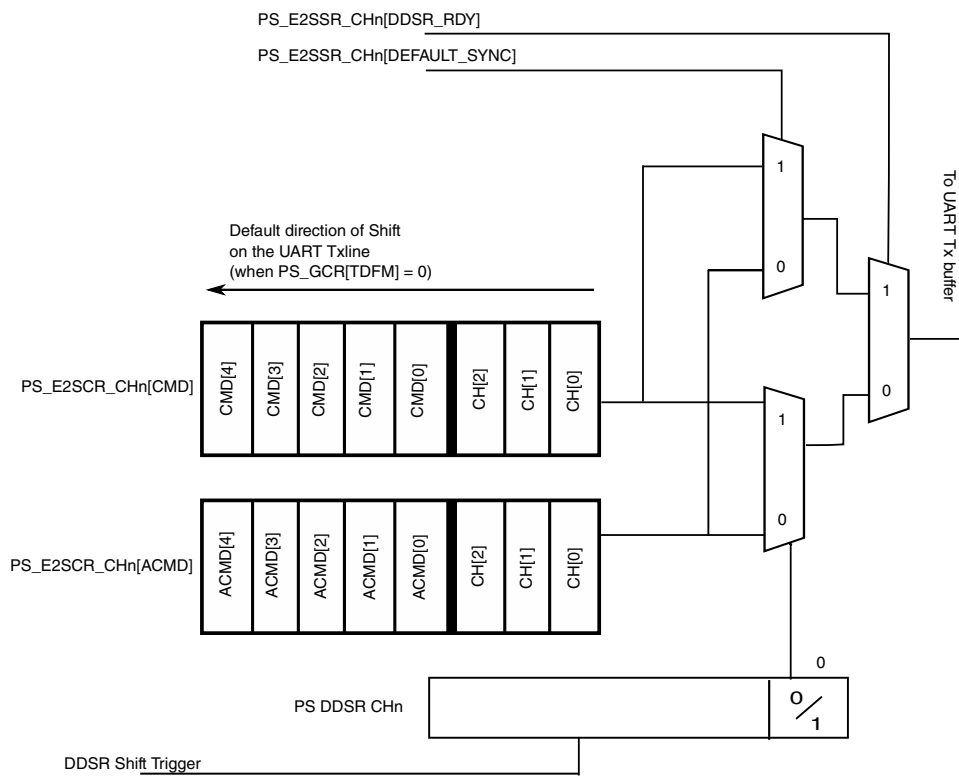 PS_E2SSR_CHn[DDSR_RDY]
PS_E2SSR_CHn[DEFAULT_SYNC]
1
0
To UART Tx buffer
1
0
Default direction of Shift
on the UART Txline
(when PS_GCR[TDFM] = 0)
PS_E2SCR_CHn[CMD]
CMD[4]
CMD[3]
CMD[2]
CMD[1]
CMD[0]
CH[2]
CH[1]
CH[0]
1
0
PS_E2SCR_CHn[ACMD]
ACMD[4]
ACMD[3]
ACMD[2]
ACMD[1]
ACMD[0]
CH[2]
CH[1]
CH[0]
0
PS DDSR CHn
0/1
DDSR Shift Trigger